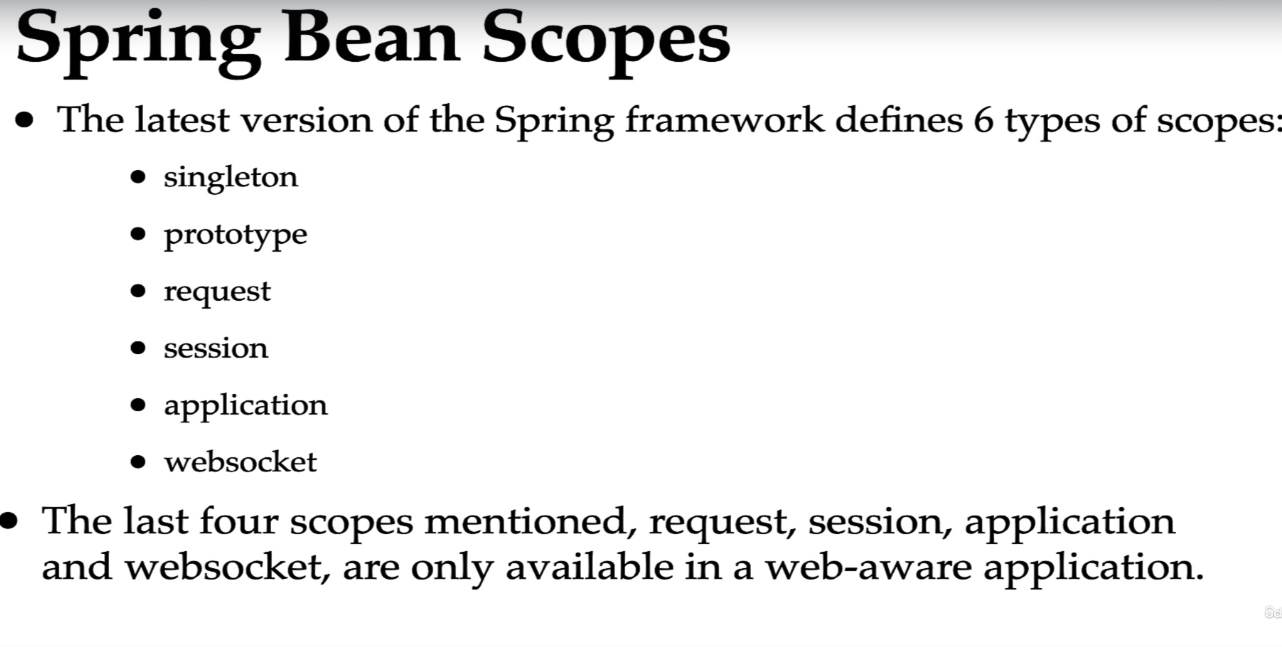 Spring Bean Scopes
• The latest version of the Spring framework defines 6 types of scopes:
• singleton
• prototype
• request
• session
• application
• websocket
• The last four scopes mentioned, request, session, application
and websocket, are only available in a web-aware application.